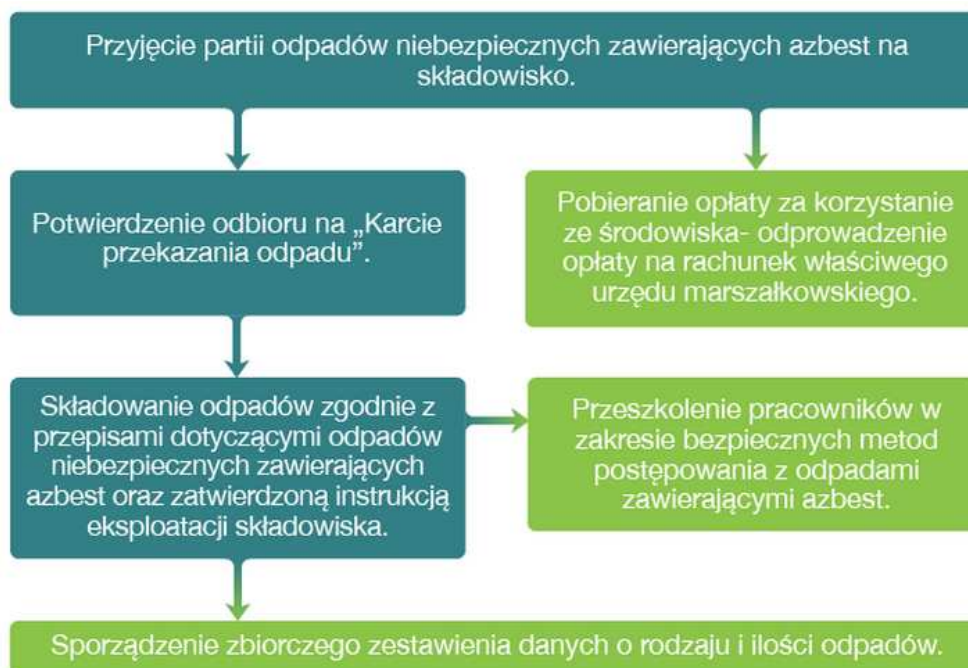 Przyjęcie partii odpadów niebezpiecznych zawierających azbest na
składowisko.
Potwierdzenie odbioru na „Karcie
przekazania odpadu”.
Pobieranie opłaty za korzystanie
ze środowiska- odprowadzenie
opłaty na rachunek właściwego
urzędu marszałkowskiego.
Składowanie odpadów zgodnie z
przepisami dotyczącymi odpadów
niebezpiecznych zawierających
azbest oraz zatwierdzoną instrukcją
eksploatacji składowiska.
Przeszkolenie pracowników w
zakresie bezpiecznych metod
postępowania z odpadami
zawierającymi azbest.
Sporządzenie zbiorczego zestawienia danych o rodzaju i ilości odpadów.